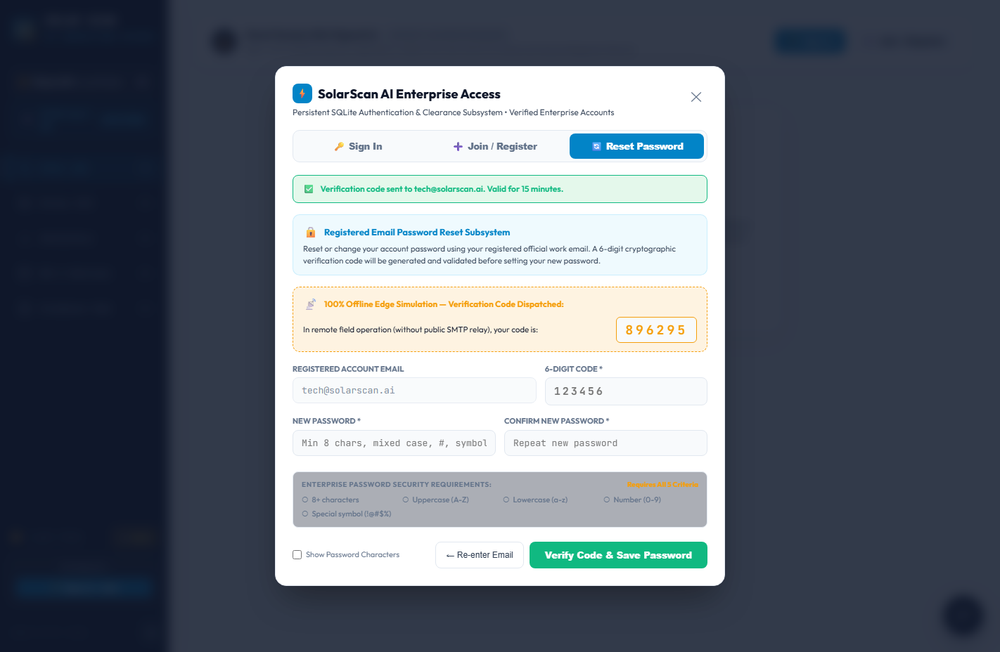 SolarScan AI Enterprise Access
Persistent SQLite Authentication & Clearance Subsystem • Verified Enterprise Accounts
Sign In
Join / Register
Reset Password
Verification code sent to tech@solarscan.ai. Valid for 15 minutes.
Registered Email Password Reset Subsystem
Reset or change your account password using your registered official work email. A 6-digit cryptographic
verification code will be generated and validated before setting your new password.
100% Offline Edge Simulation — Verification Code Dispatched:
In remote field operation (without public SMTP relay), your code is:
896295
REGISTERED ACCOUNT EMAIL
6-DIGIT CODE *
tech@solarscan.ai
123456
NEW PASSWORD *
CONFIRM NEW PASSWORD *
Min 8 chars, mixed case, #, symbol
Repeat new password
ENTERPRISE PASSWORD SECURITY REQUIREMENTS:
Requires All 5 Criteria
8+ characters
Uppercase (A-Z)
Lowercase (a-z)
Number (0-9)
Special symbol (!@#$%)
Show Password Characters
← Re-enter Email
Verify Code & Save Password